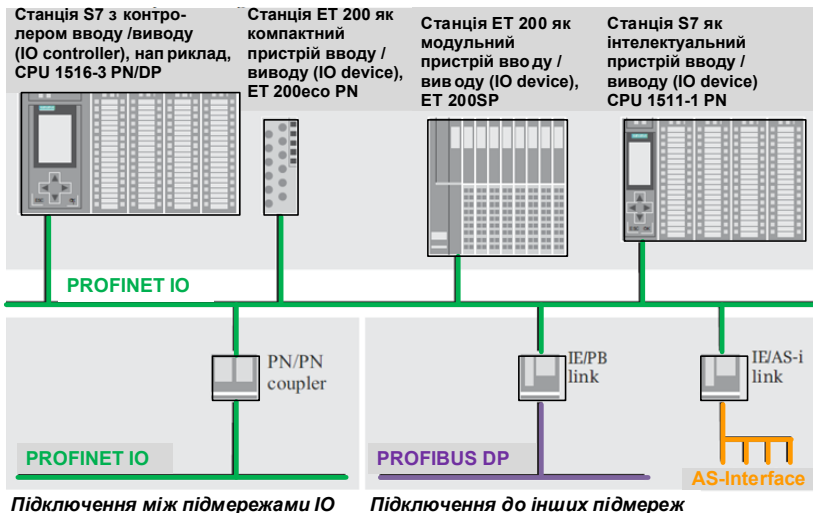 Станція S7 з контро-
лером вводу /виводу
(IO controller), нап риклад,
CPU 1516-3 PN/DP
Станція ET 200 як
компактний
пристрій вводу /
виводу (IO device),
ET 200eco PN
Станція ET 200 як
модульний
пристрій вво ду /
вив оду (IO device),
ET 200SP
Станція S7 як
інтелектуальний
пристрій вводу /
виводу (IO device)
CPU 1511-1 PN
PROFINET IO
PN/PN
coupler
IE/PB
link
IE/AS-i
link
PROFINET IO
PROFIBUS DP
AS-Interface
Підключення між підмережами IO
Підключення до інших підмереж